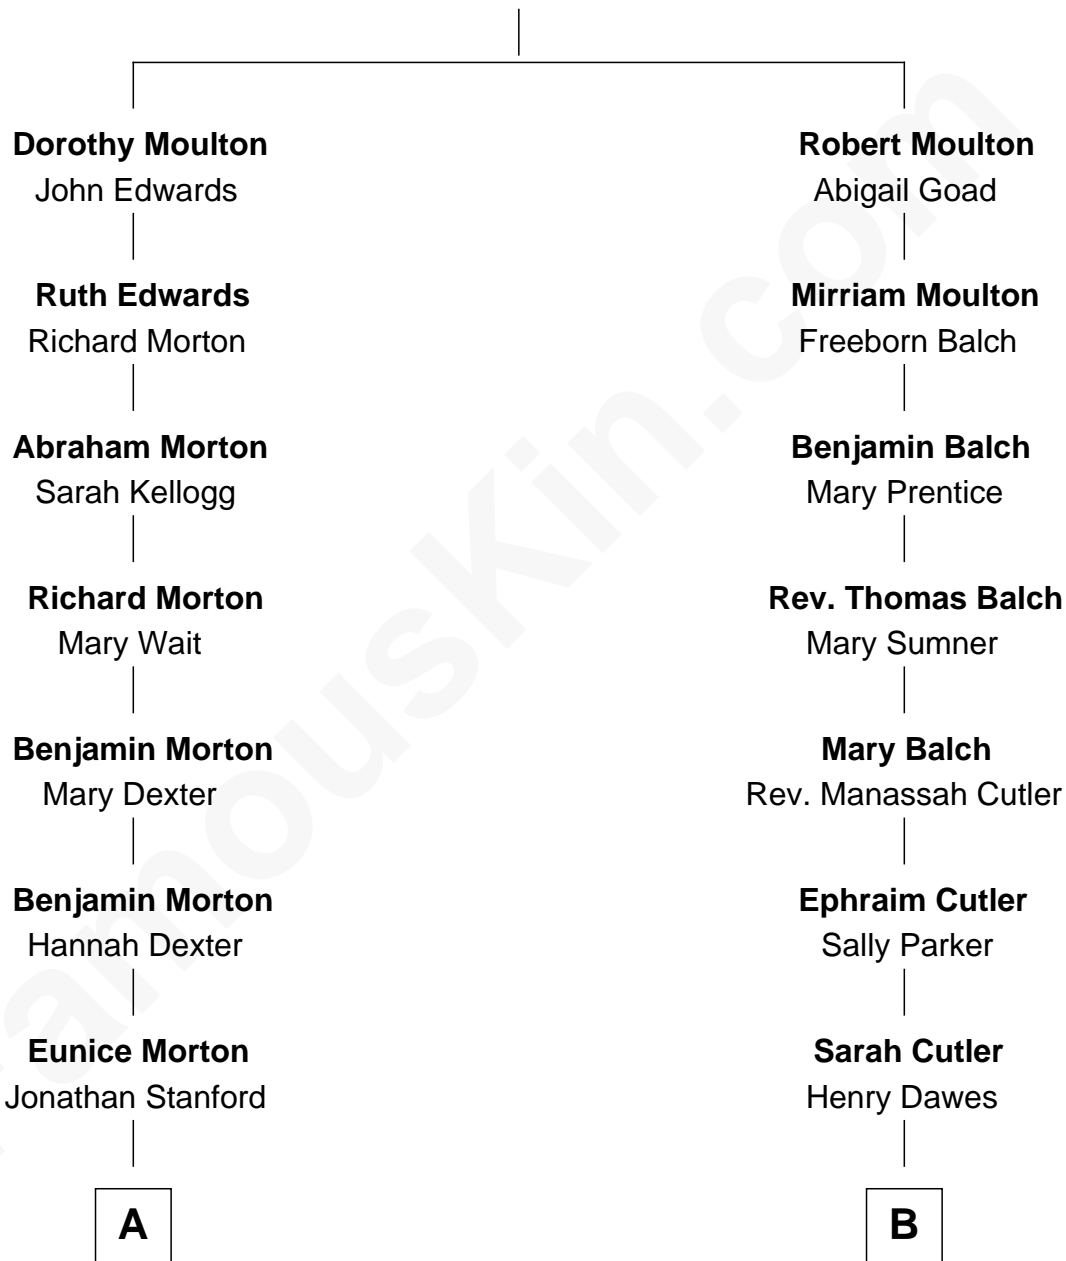 Dorothy Moulton
John Edwards
Ruth Edwards
Richard Morton
Abraham Morton
Sarah Kellogg
Richard Morton
Mary Wait
Benjamin Morton
Mary Dexter
Benjamin Morton
Hannah Dexter
Eunice Morton
Jonathan Stanford
A
Robert Moulton
Abigail Goad
Mirriam Moulton
Freeborn Balch
Benjamin Balch
Mary Prentice
Rev. Thomas Balch
Mary Sumner
Mary Balch
Rev. Manassah Cutler
Ephraim Cutler
Sally Parker
Sarah Cutler
Henry Dawes
B
famouskin.com